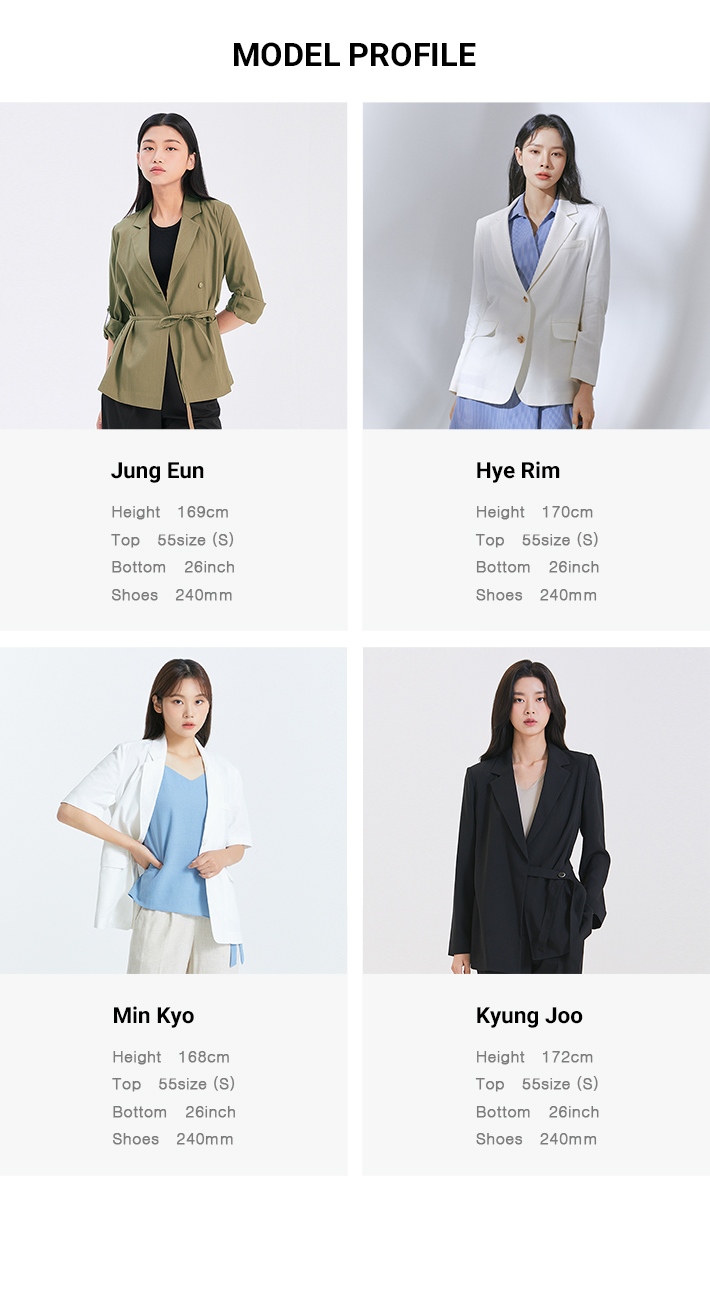 MODEL PROFILE
Jung Eun
Height 169cm
Top 55size (S)
Bottom 26inch
Shoes 240mm
Hye Rim
Height 170cm
Top 55size (S)
Bottom 26inch
Shoes 240mm
Min Kyo
Height 168cm
Top 55size (S)
Bottom 26inch
Shoes 240mm
Kyung Joo
Height 172cm
Top 55size (S)
Bottom 26inch
Shoes 240mm